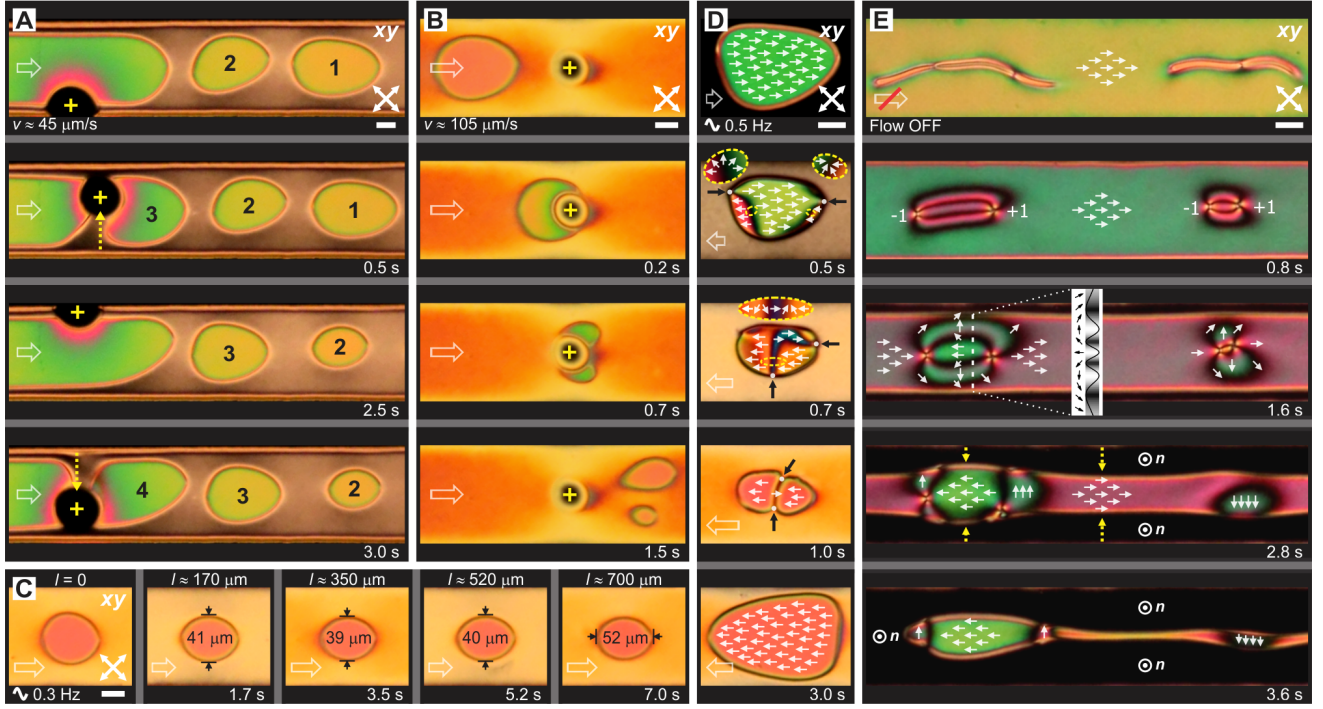 A
xy
2
1
+
v ≈ 45 μm/s
+
3
2
1
0.5 s
+
3
2
2.5 s
4
3
2
+
3.0 s
B
xy
+
v ≈ 105 μm/s
+
0.2 s
+
0.7 s
+
1.5 s
C
l = 0
xy
0.3 Hz
l ≈ 170 μm
41 μm
1.7 s
l ≈ 350 μm
39 μm
3.5 s
l ≈ 520 μm
40 μm
5.2 s
l ≈ 700 μm
52 μm
7.0 s
D
xy
0.5 Hz
0.5 s
0.7 s
1.0 s
3.0 s
E
xy
Flow OFF
-1
+1
-1
+1
0.8 s
1.6 s
n
n
2.8 s
n
n
n
3.6 s